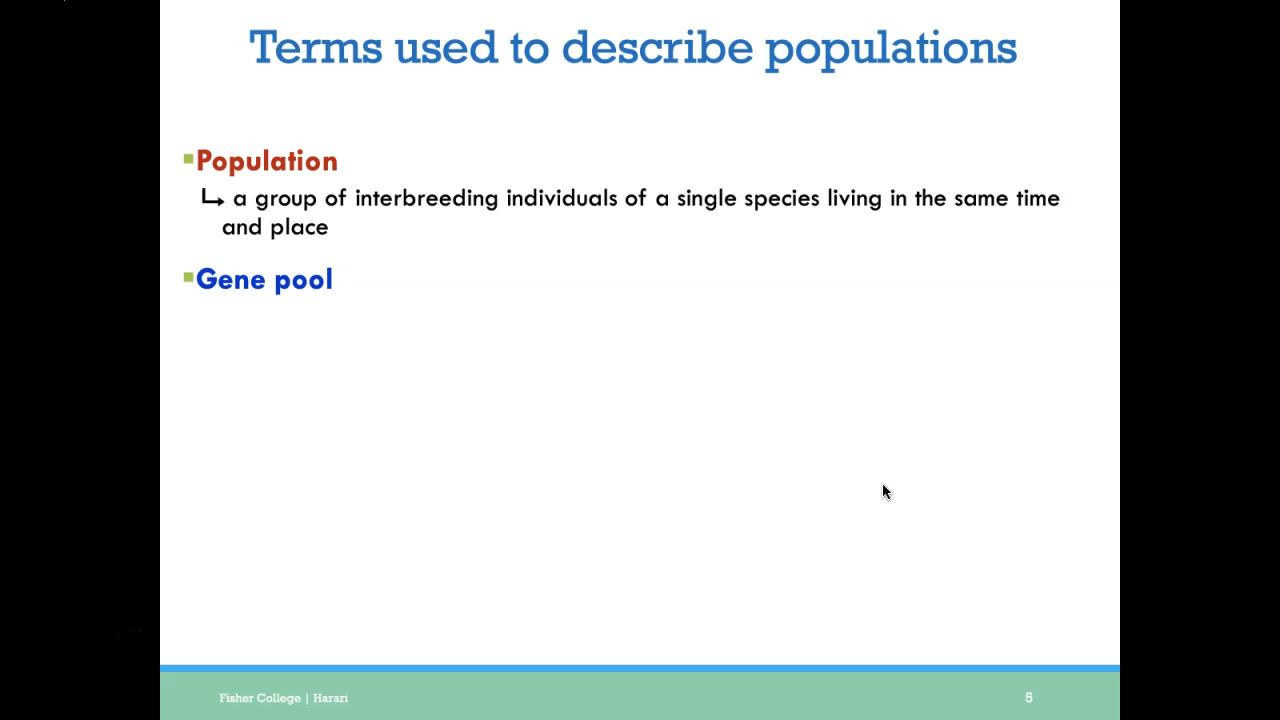 Terms used to describe populations
▪Population
↳ a group of interbreeding individuals of a single species living in the same time
and place
▪Gene pool
Fisher College | Harari
5